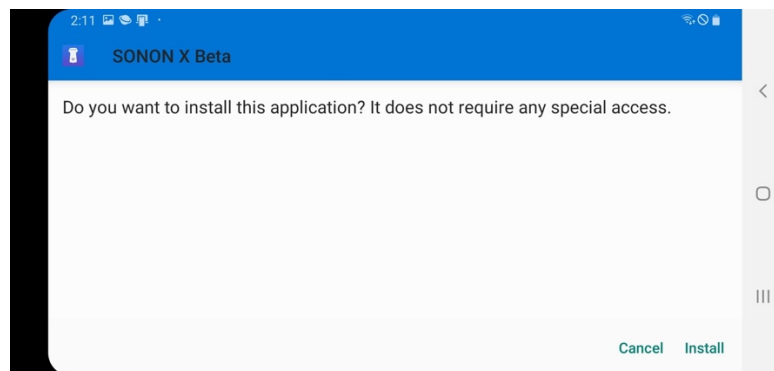 2:11
SONON X Beta
Do you want to install this application? It does not require any special access.
Cancel Install